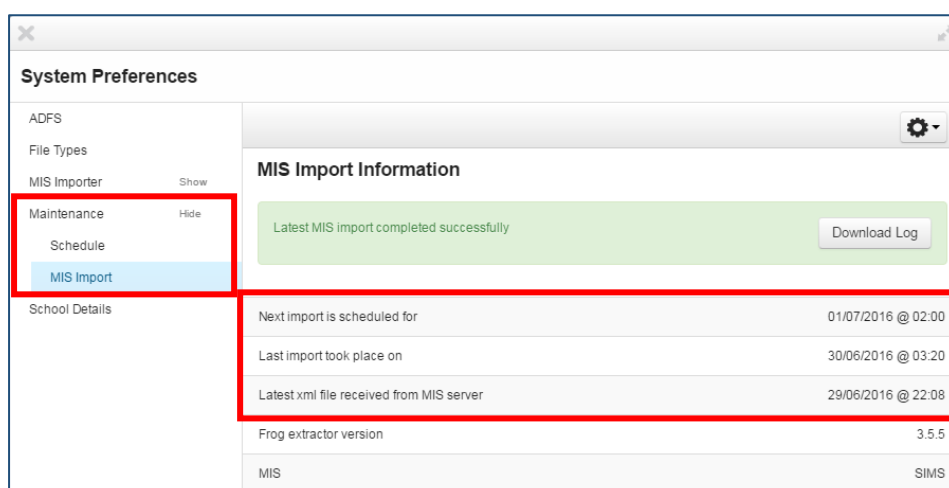 System Preferences
ADFS
File Types
MIS Importer Show
Maintenance Hide
Schedule
MIS Import
School Details
MIS Import Information
Latest MIS import completed successfully
Download Log
Next import is scheduled for 01/07/2016 @ 02:00
Last import took place on 30/06/2016 @ 03:20
Latest xml file received from MIS server 29/06/2016 @ 22:08
Frog extractor version 3.5.5
MIS SIMS